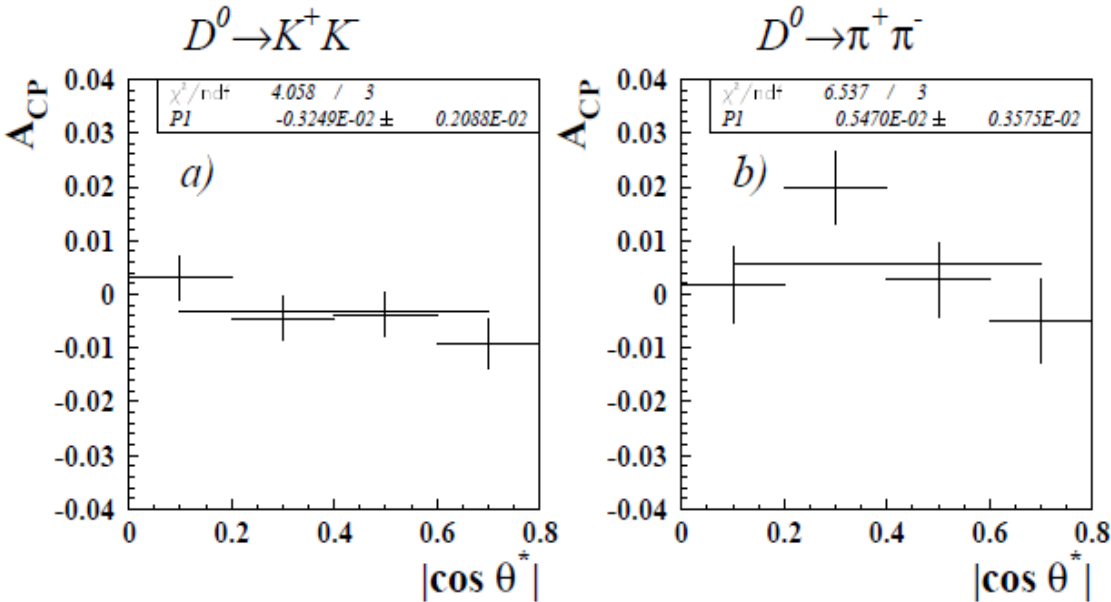 D⁰→K⁺K⁻
A_CP
χ²/ndf 4.058 / 3
P1 -0.3249E-02 ± 0.2088E-02
a)
0.04
0.03
0.02
0.01
0
-0.01
-0.02
-0.03
-0.04
0 0.2 0.4 0.6 0.8
|cos θ*|
D⁰→π⁺π⁻
A_CP
χ²/ndf 6.537 / 3
P1 0.5470E-02 ± 0.3575E-02
b)
0.04
0.03
0.02
0.01
0
-0.01
-0.02
-0.03
-0.04
0 0.2 0.4 0.6 0.8
|cos θ*|